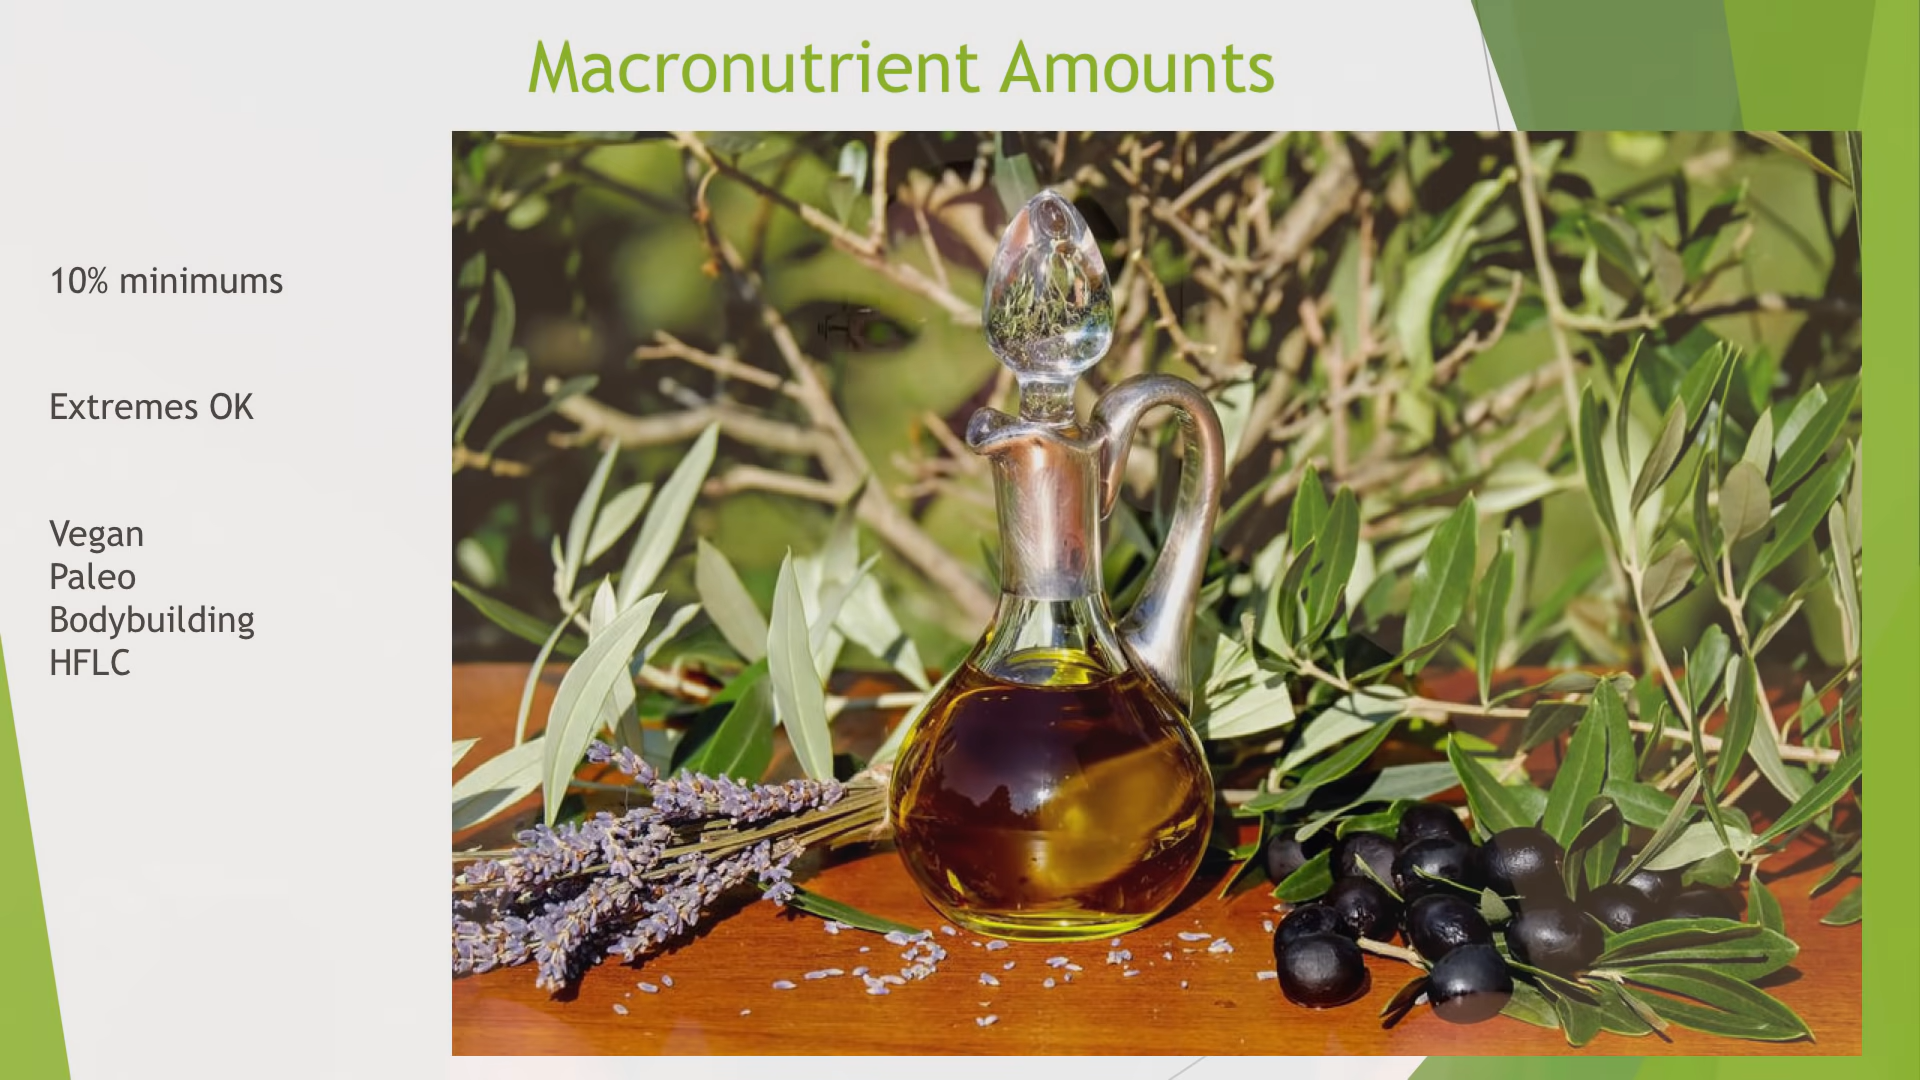 Macronutrient Amounts
10% minimums
Extremes OK
Vegan
Paleo
Bodybuilding
HFLC